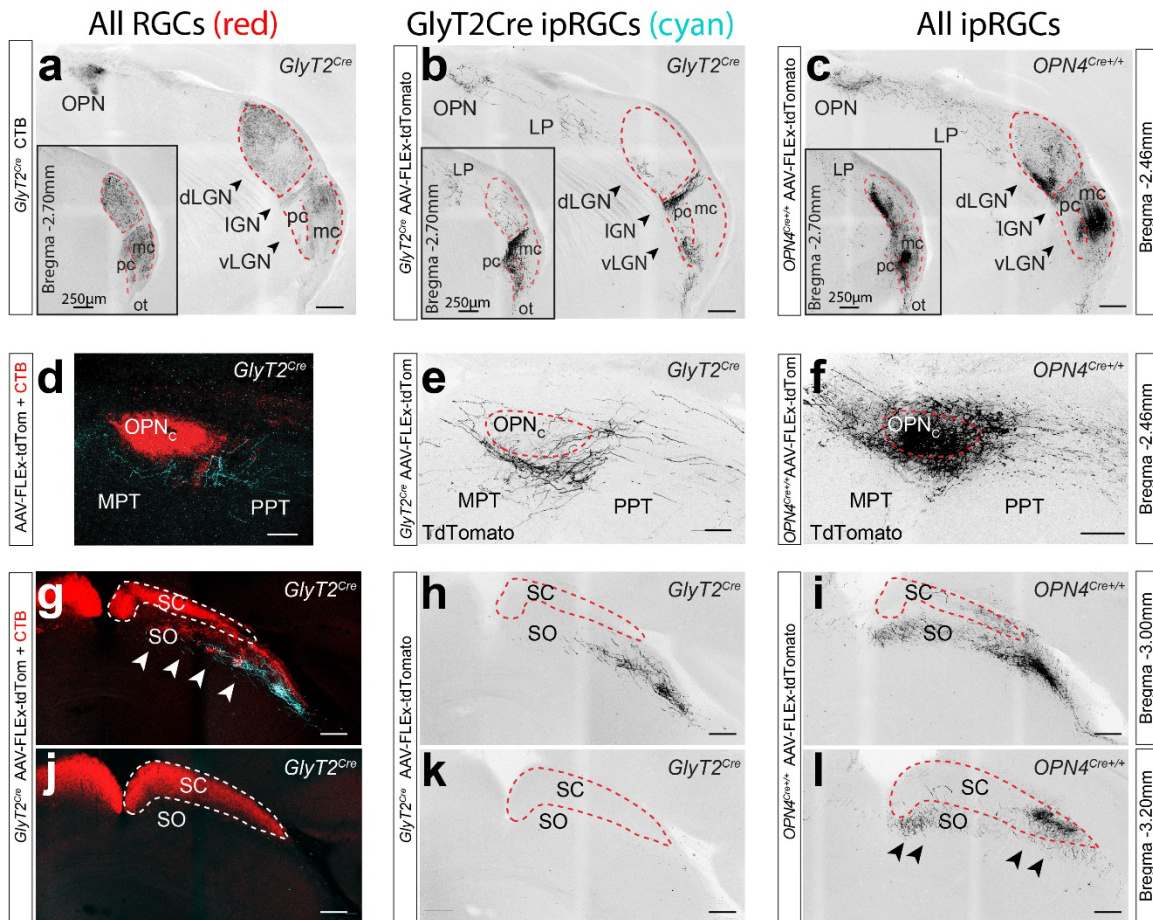 All RGCs (red)
GlyT2Cre ipRGCs (cyan)
All ipRGCs
GlyT2Cre CTB
a
GlyT2Cre
OPN
dLGN
IGN
vLGN
pc
mc
Bregma -2.70mm
mc
pc
ot
250µm
GlyT2Cre AAV-FLEx-tdTomato
b
GlyT2Cre
OPN
LP
dLGN
IGN
vLGN
pc
mc
Bregma -2.70mm
LP
mc
pc
ot
250µm
OPN4Cre+/+ AAV-FLEx-tdTomato
c
OPN4Cre+/+
OPN
LP
dLGN
IGN
vLGN
pc
mc
Bregma -2.70mm
LP
mc
pc
ot
250µm
Bregma -2.46mm
AAV-FLEx-tdTom + CTB
d
GlyT2Cre
OPNc
MPT
PPT
GlyT2Cre AAV-FLEx-tdTom
e
GlyT2Cre
OPNc
MPT
PPT
TdTomato
OPN4Cre+/+AAV-FLEx-tdTom
f
OPN4Cre+/+
OPNc
MPT
PPT
TdTomato
Bregma -2.46mm
GlyT2Cre AAV-FLEx-tdTom + CTB
g
GlyT2Cre
SC
SO
GlyT2Cre AAV-FLEx-tdTomato
h
GlyT2Cre
SC
SO
OPN4Cre+/+ AAV-FLEx-tdTomato
i
OPN4Cre+/+
SC
SO
Bregma -3.00mm
j
GlyT2Cre
SC
SO
k
GlyT2Cre
SC
SO
l
OPN4Cre+/+
SC
SO
Bregma -3.20mm